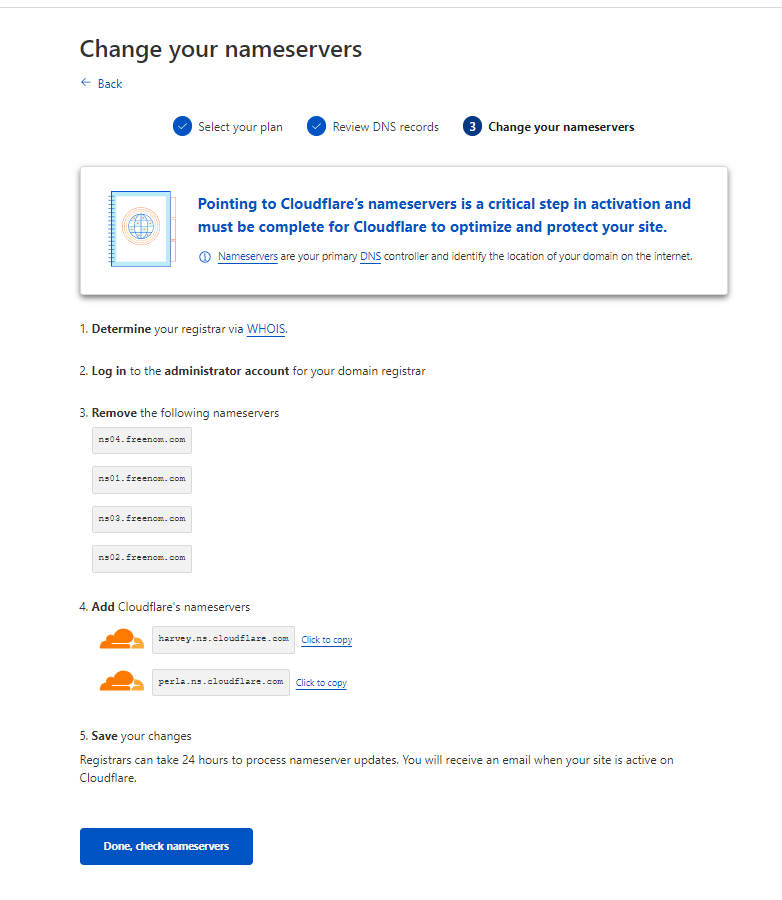 Change your nameservers
← Back
Select your plan
Review DNS records
3 Change your nameservers
Pointing to Cloudflare's nameservers is a critical step in activation and
must be complete for Cloudflare to optimize and protect your site.
Nameservers are your primary DNS controller and identify the location of your domain on the internet.
1. Determine your registrar via WHOIS.
2. Log in to the administrator account for your domain registrar
3. Remove the following nameservers
ns04.freenom.com
ns01.freenom.com
ns03.freenom.com
ns02.freenom.com
4. Add Cloudflare's nameservers
harvey.ns.cloudflare.com Click to copy
perla.ns.cloudflare.com Click to copy
5. Save your changes
Registrars can take 24 hours to process nameserver updates. You will receive an email when your site is active on
Cloudflare.
Done, check nameservers